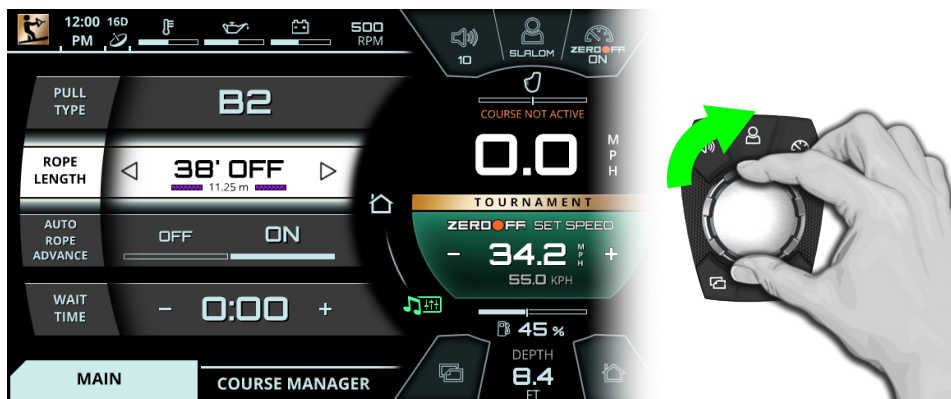 12:00 16D
PM
500
RPM
10
SLALOM
ZEROOFF
ON
PULL
TYPE
B2
COURSE NOT ACTIVE
ROPE
LENGTH
38' OFF
11.25 m
0.0
MPH
TOURNAMENT
AUTO
ROPE
ADVANCE
OFF
ON
ZEROOFF SET SPEED
- 34.2 MPH +
55.0 KPH
WAIT
TIME
- 0:00 +
45 %
MAIN
COURSE MANAGER
DEPTH
8.4
FT